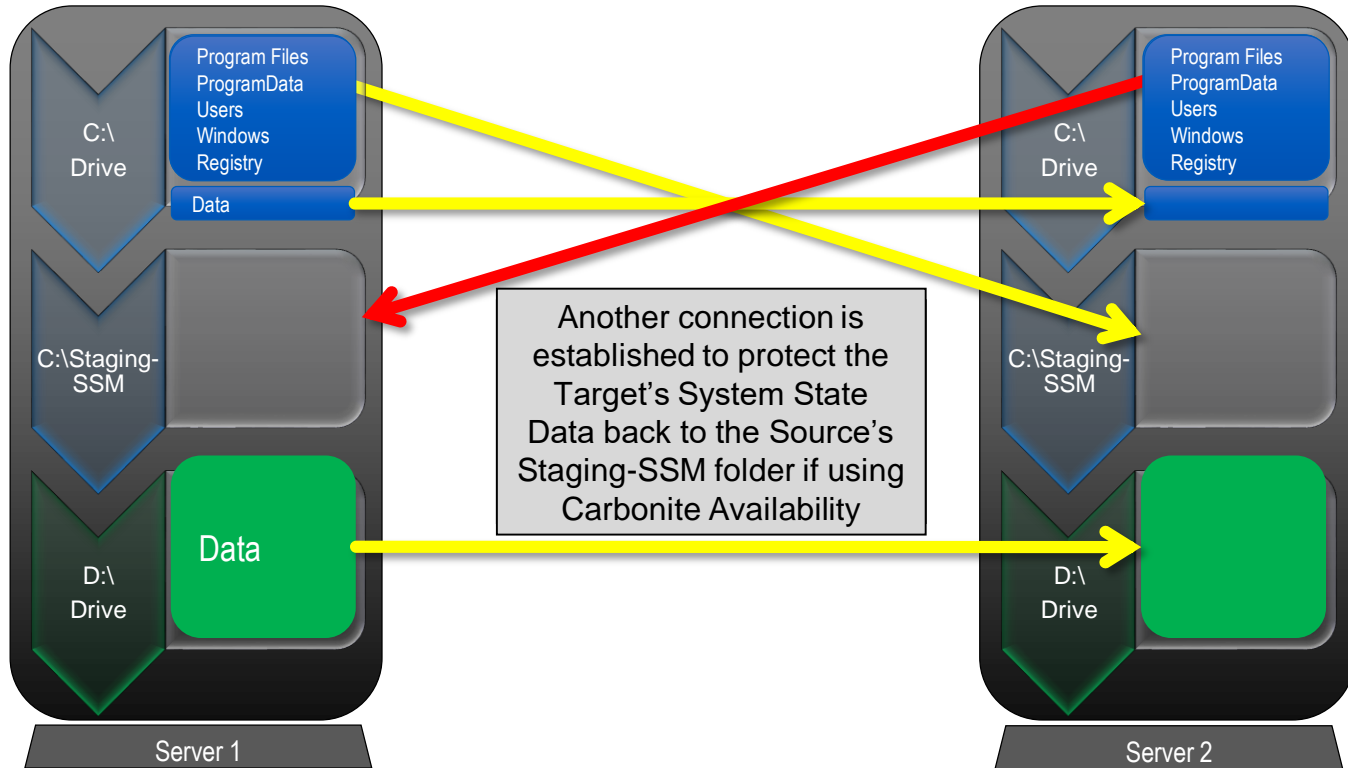 Program Files
ProgramData
Users
Windows
Registry
C:\
Drive
Data
C:\Staging-
SSM
Data
D:\
Drive
Server 1
Another connection is
established to protect the
Target’s System State
Data back to the Source’s
Staging-SSM folder if using
Carbonite Availability
Program Files
ProgramData
Users
Windows
Registry
C:\
Drive
C:\Staging-
SSM
D:\
Drive
Server 2